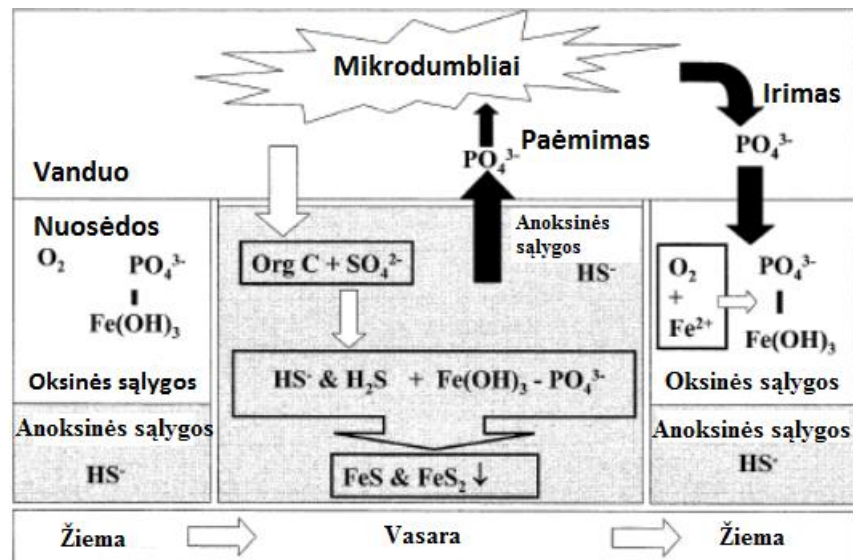 Mikrodumbliai
Irimas
PO₄³⁻
Paėmimas
PO₄³⁻
Vanduo
Nuosėdos
O₂ PO₄³⁻
Fe(OH)₃
Oksinės sąlygos
Anoksinės sąlygos
HS⁻
Org C + SO₄²⁻
Anoksinės
sąlygos
HS⁻
HS⁻ & H₂S + Fe(OH)₃ - PO₄³⁻
FeS & FeS₂ ↓
O₂
+
Fe²⁺
PO₄³⁻
Fe(OH)₃
Oksinės sąlygos
Anoksinės sąlygos
HS⁻
Žiema Vasara Žiema